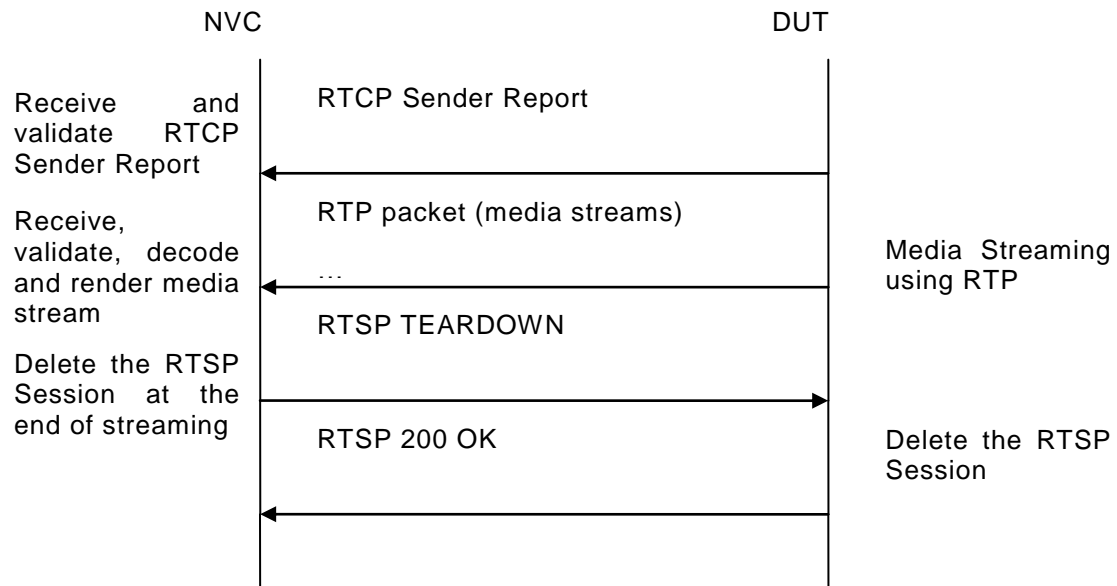 NVC
DUT
Receive and
validate RTCP
Sender Report
RTCP Sender Report
Receive,
validate, decode
and render media
stream
RTP packet (media streams)
...
Media Streaming
using RTP
RTSP TEARDOWN
Delete the RTSP
Session at the
end of streaming
RTSP 200 OK
Delete the RTSP
Session